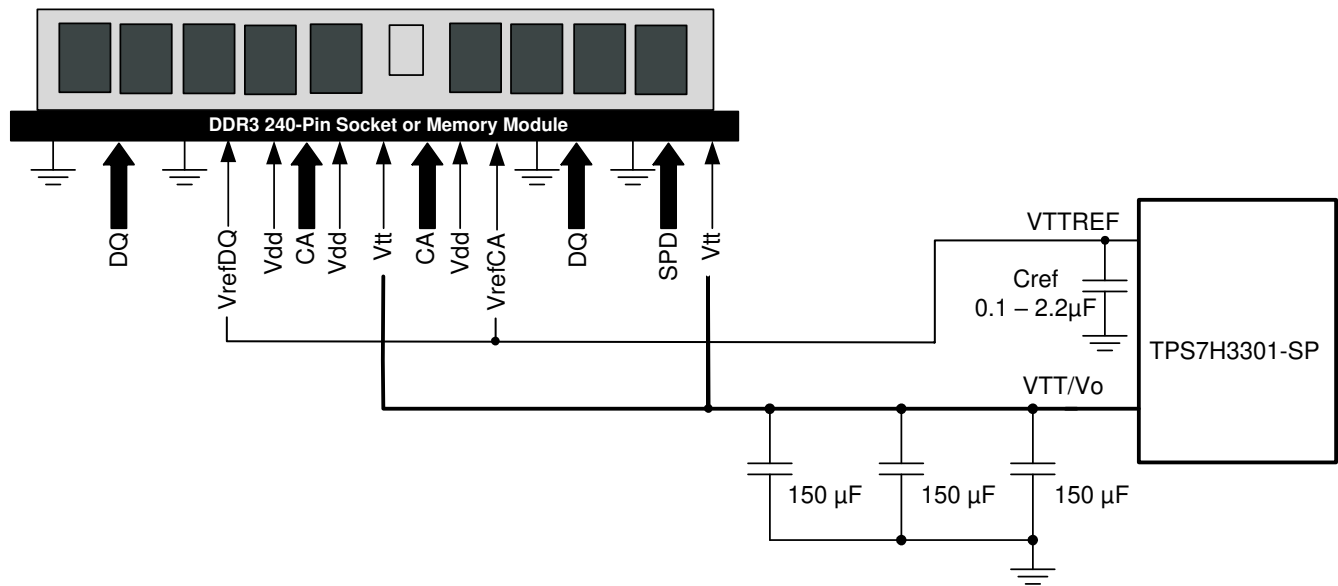 DDR3 240-Pin Socket or Memory Module
DQ
VrefDQ
Vdd
CA
Vdd
Vtt
CA
Vdd
VrefCA
DQ
SPD
Vtt
VTTREF
Cref
0.1 – 2.2µF
TPS7H3301-SP
VTT/Vo
150 µF
150 µF
150 µF